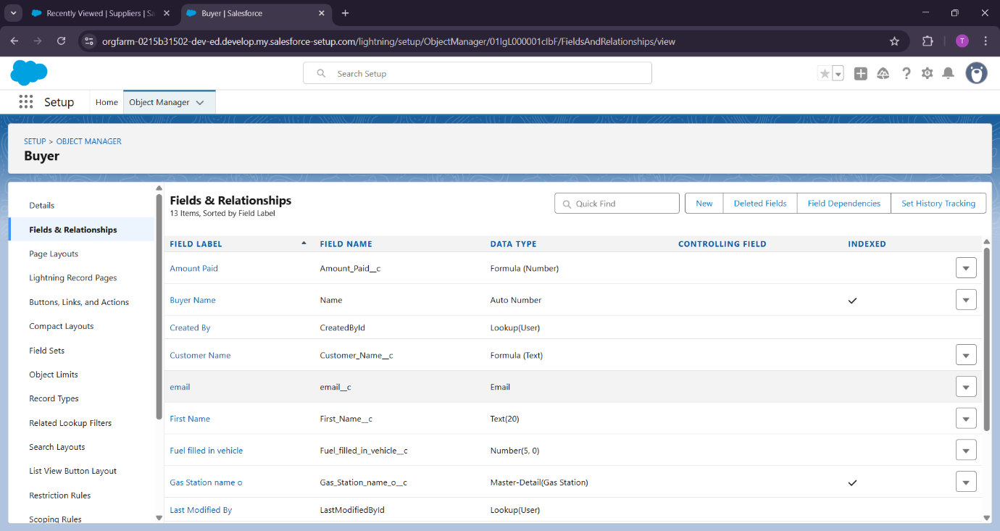 Recently Viewed | Suppliers | Sa
Buyer | Salesforce
orgfarm-0215b31502-dev-ed.develop.my.salesforce-setup.com/lightning/setup/ObjectManager/01IgL000001cIbF/FieldsAndRelationships/view
T
Search Setup
Setup
Home
Object Manager
SETUP > OBJECT MANAGER
Buyer
Details
Fields & Relationships
Page Layouts
Lightning Record Pages
Buttons, Links, and Actions
Compact Layouts
Field Sets
Object Limits
Record Types
Related Lookup Filters
Search Layouts
List View Button Layout
Restriction Rules
Scoping Rules
Fields & Relationships
13 Items, Sorted by Field Label
Quick Find
New
Deleted Fields
Field Dependencies
Set History Tracking
FIELD LABEL FIELD NAME DATA TYPE CONTROLLING FIELD INDEXED
Amount Paid Amount_Paid__c Formula (Number)
Buyer Name Name Auto Number
Created By CreatedById Lookup(User)
Customer Name Customer_Name__c Formula (Text)
email email__c Email
First Name First_Name__c Text(20)
Fuel filled in vehicle Fuel_filled_in_vehicle__c Number(5, 0)
Gas Station name o Gas_Station_name_o__c Master-Detail(Gas Station)
Last Modified By LastModifiedById Lookup(User)